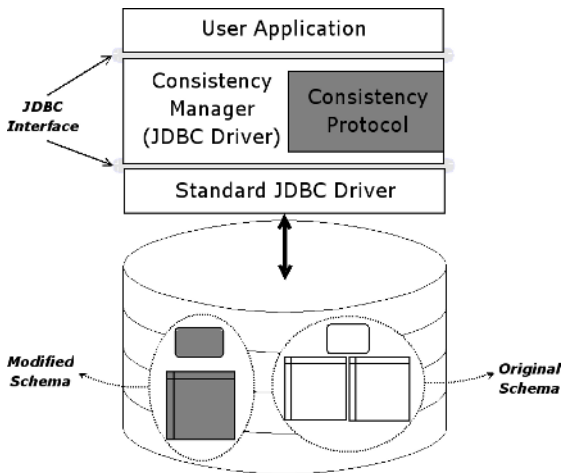 User Application
JDBC
Interface
Consistency
Manager
(JDBC Driver)
Consistency
Protocol
Standard JDBC Driver
Modified
Schema
Original
Schema